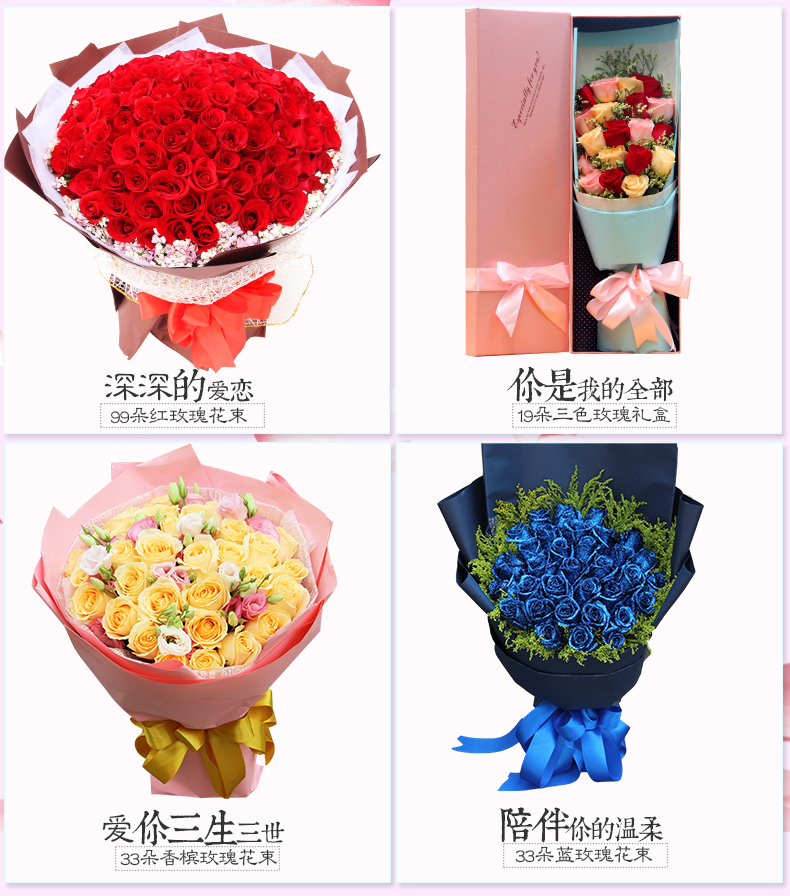 Especially for you!
深深的爱恋
99朵红玫瑰花束
你是我的全部
19朵三色玫瑰礼盒
爱你三生三世
33朵香槟玫瑰花束
陪伴你的温柔
33朵蓝玫瑰花束